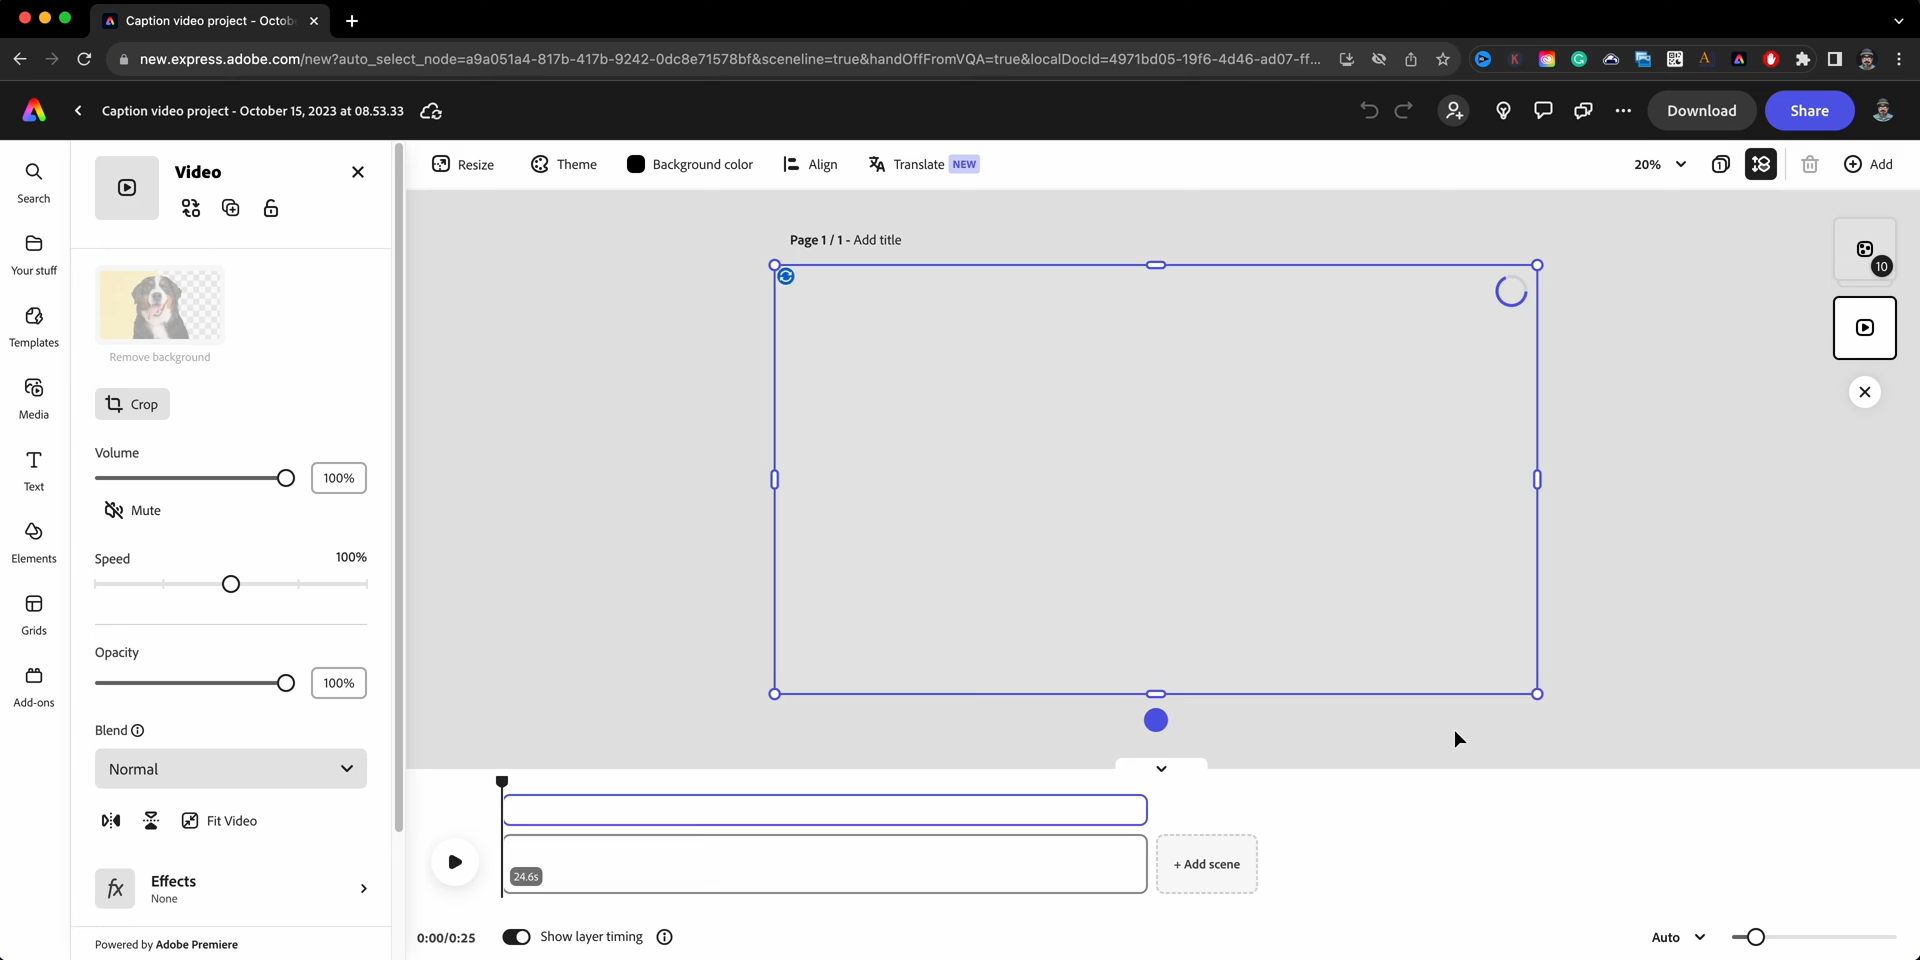 Caption video project - Octob
new.express.adobe.com/new?auto_select_node=a9a051a4-817b-417b-9242-0dc8e71578bf&sceneline=true&handOffFromVQA=true&localDocId=4971bd05-19f6-4d46-ad07-ff...
Caption video project - October 15, 2023 at 08.53.33
Download
Share
Search
Your stuff
Templates
Media
Text
Elements
Grids
Add-ons
Video
Remove background
Crop
Volume
100%
Mute
Speed
100%
Opacity
100%
Blend
Normal
Fit Video
fx
Effects
None
Powered by Adobe Premiere
Resize
Theme
Background color
Align
Translate NEW
20%
1
Add
Page 1 / 1 - Add title
10
24.6s
+ Add scene
0:00/0:25
Show layer timing
Auto